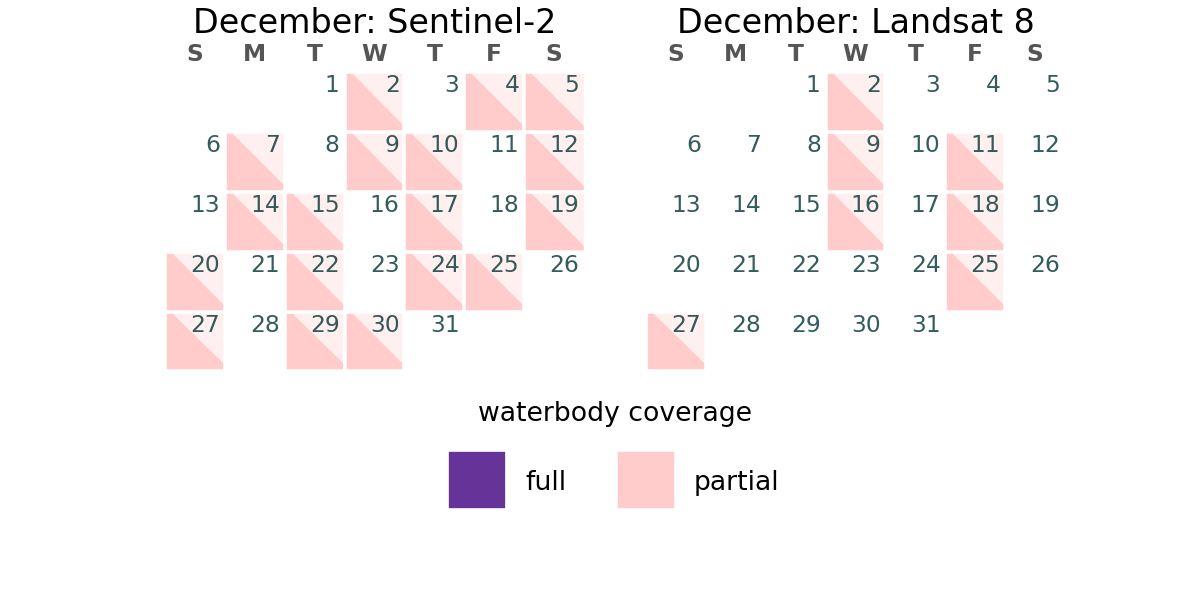 December: Sentinel-2
S M T W T F S
1 2 3 4 5
6 7 8 9 10 11 12
13 14 15 16 17 18 19
20 21 22 23 24 25 26
27 28 29 30 31
December: Landsat 8
S M T W T F S
1 2 3 4 5
6 7 8 9 10 11 12
13 14 15 16 17 18 19
20 21 22 23 24 25 26
27 28 29 30 31
waterbody coverage
full partial